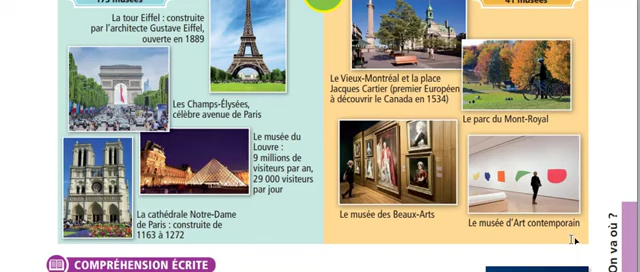 175 musées
La tour Eiffel : construite
par l'architecte Gustave Eiffel,
ouverte en 1889
Les Champs-Élysées,
célèbre avenue de Paris
Le musée du
Louvre :
9 millions de
visiteurs par an,
29 000 visiteurs
par jour
La cathédrale Notre-Dame
de Paris : construite de
1163 à 1272
41 musées
Le Vieux-Montréal et la place
Jacques Cartier (premier Européen
à découvrir le Canada en 1534)
Le parc du Mont-Royal
Le musée des Beaux-Arts
Le musée d'Art contemporain
On va où ?
COMPRÉHENSION ÉCRITE